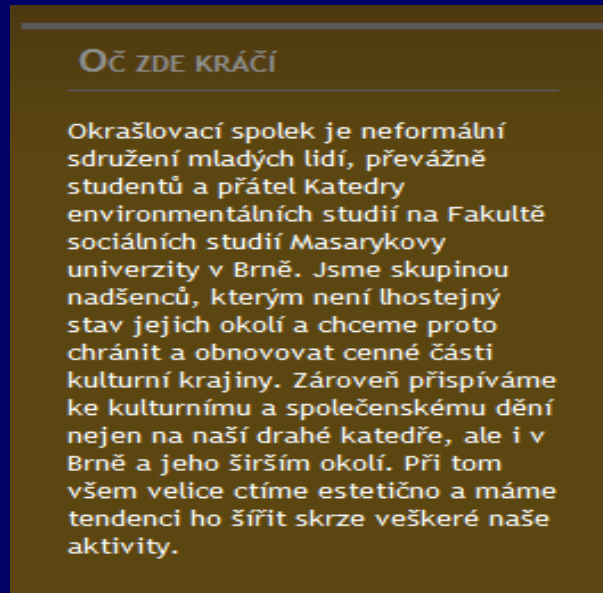 Oč zde kráčí
Okrašlovací spolek je neformální
sdružení mladých lidí, převážně
studentů a přátel Katedry
environmentálních studií na Fakultě
sociálních studií Masarykovy
univerzity v Brně. Jsme skupinou
nadšenců, kterým není lhostejný
stav jejich okolí a chceme proto
chránit a obnovovat cenné části
kulturní krajiny. Zároveň přispíváme
ke kulturnímu a společenskému dění
nejen na naší drahé katedře, ale i v
Brně a jeho širším okolí. Při tom
všem velice ctíme estetično a máme
tendenci ho šířit skrze veškeré naše
aktivity.